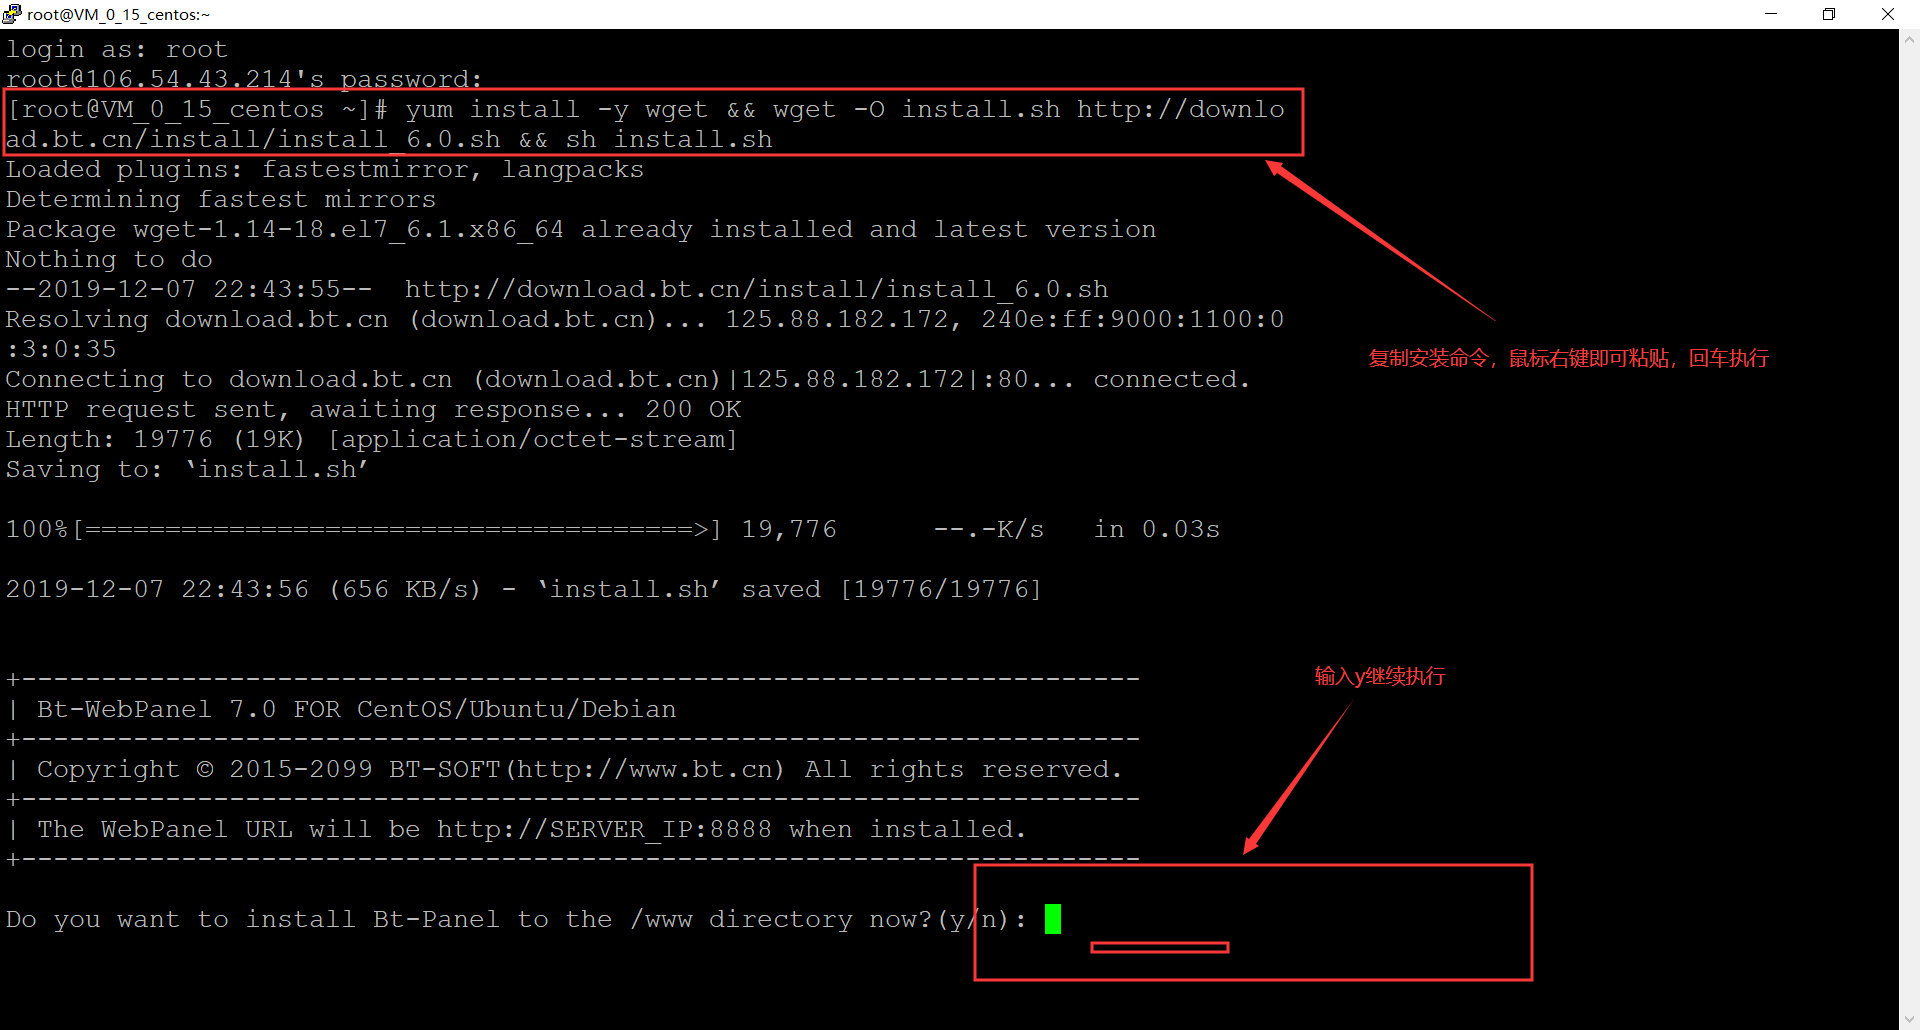 root@VM_0_15_centos:~
login as: root
root@106.54.43.214's password:
[root@VM_0_15_centos ~]# yum install -y wget && wget -O install.sh http://downlo
ad.bt.cn/install/install_6.0.sh && sh install.sh
Loaded plugins: fastestmirror, langpacks
Determining fastest mirrors
Package wget-1.14-18.el7_6.1.x86_64 already installed and latest version
Nothing to do
--2019-12-07 22:43:55--  http://download.bt.cn/install/install_6.0.sh
Resolving download.bt.cn (download.bt.cn)... 125.88.182.172, 240e:ff:9000:1100:0
:3:0:35
复制安装命令，鼠标右键即可粘贴，回车执行
Connecting to download.bt.cn (download.bt.cn)|125.88.182.172|:80... connected.
HTTP request sent, awaiting response... 200 OK
Length: 19776 (19K) [application/octet-stream]
Saving to: ‘install.sh’
100%[======================================>] 19,776      --.-K/s   in 0.03s
2019-12-07 22:43:56 (656 KB/s) - ‘install.sh’ saved [19776/19776]
输入y继续执行
+----------------------------------------------------------------------
| Bt-WebPanel 7.0 FOR CentOS/Ubuntu/Debian
+----------------------------------------------------------------------
| Copyright © 2015-2099 BT-SOFT(http://www.bt.cn) All rights reserved.
+----------------------------------------------------------------------
| The WebPanel URL will be http://SERVER_IP:8888 when installed.
+----------------------------------------------------------------------
Do you want to install Bt-Panel to the /www directory now?(y/n):